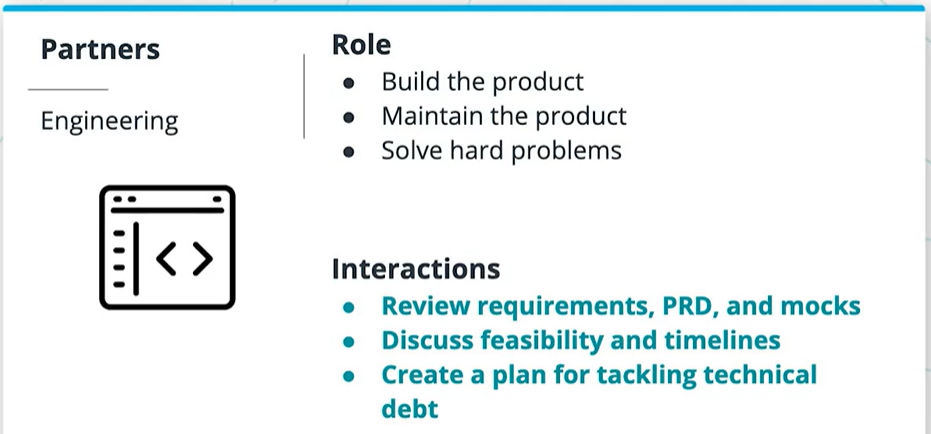 Partners
Engineering
Role
● Build the product
● Maintain the product
● Solve hard problems
Interactions
● Review requirements, PRD, and mocks
● Discuss feasibility and timelines
● Create a plan for tackling technical
debt